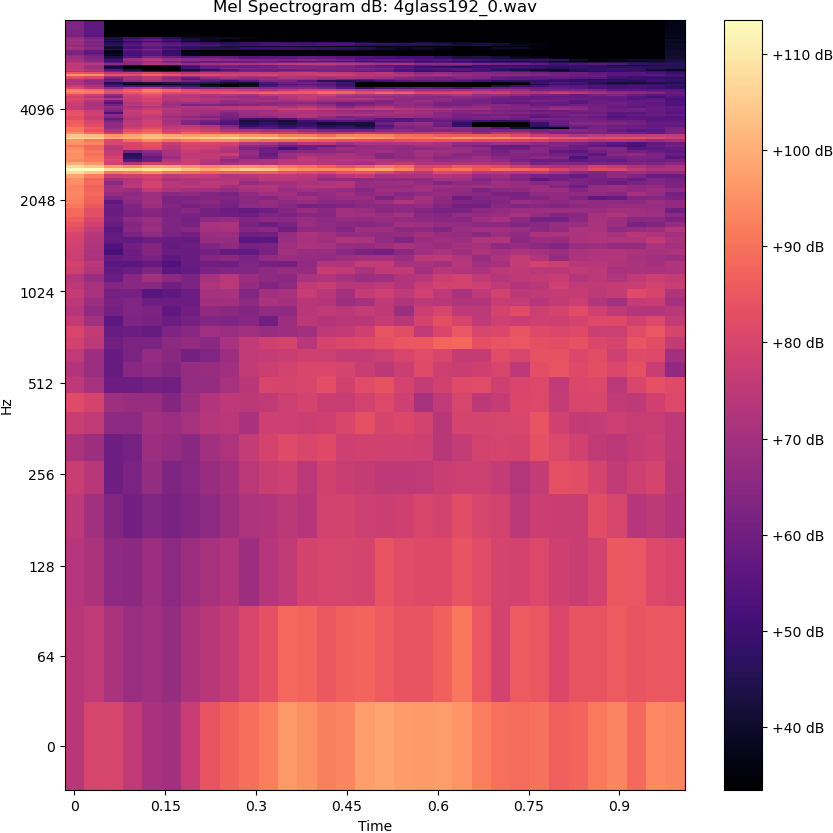 Mel Spectrogram dB: 4glass192_0.wav
+110 dB
4096
+100 dB
2048
+90 dB
1024
+80 dB
512
Hz
+70 dB
256
+60 dB
128
+50 dB
64
+40 dB
0
0 0.15 0.3 0.45 0.6 0.75 0.9
Time